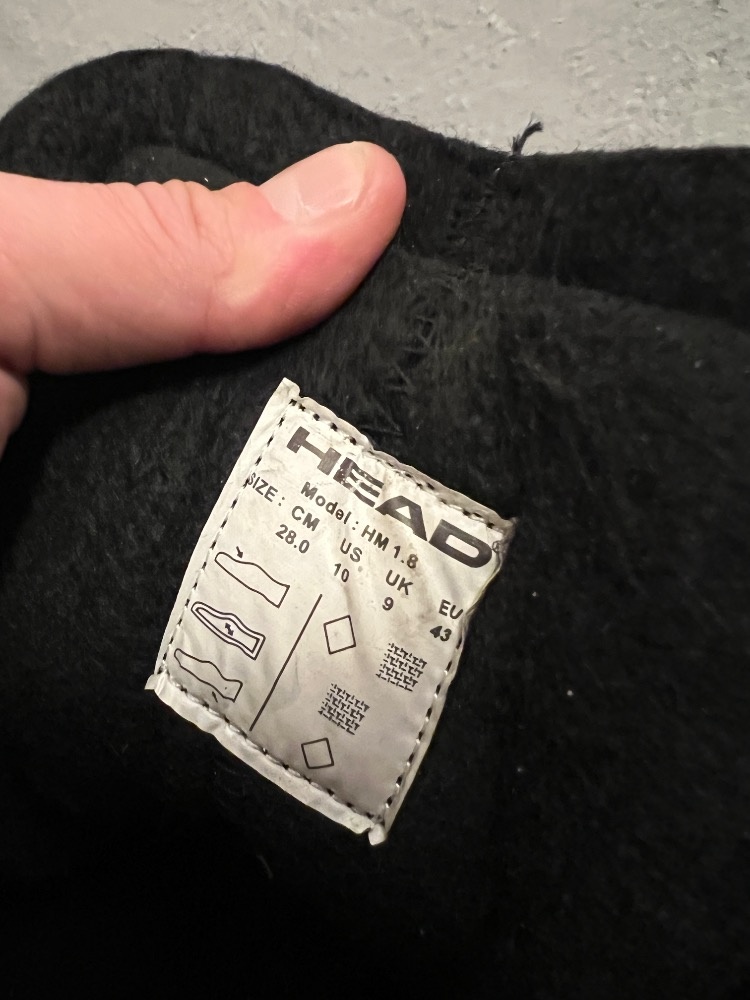 HEAD®
Model : HM 1.8
SIZE : CM US UK EU
28.0 10 9 43